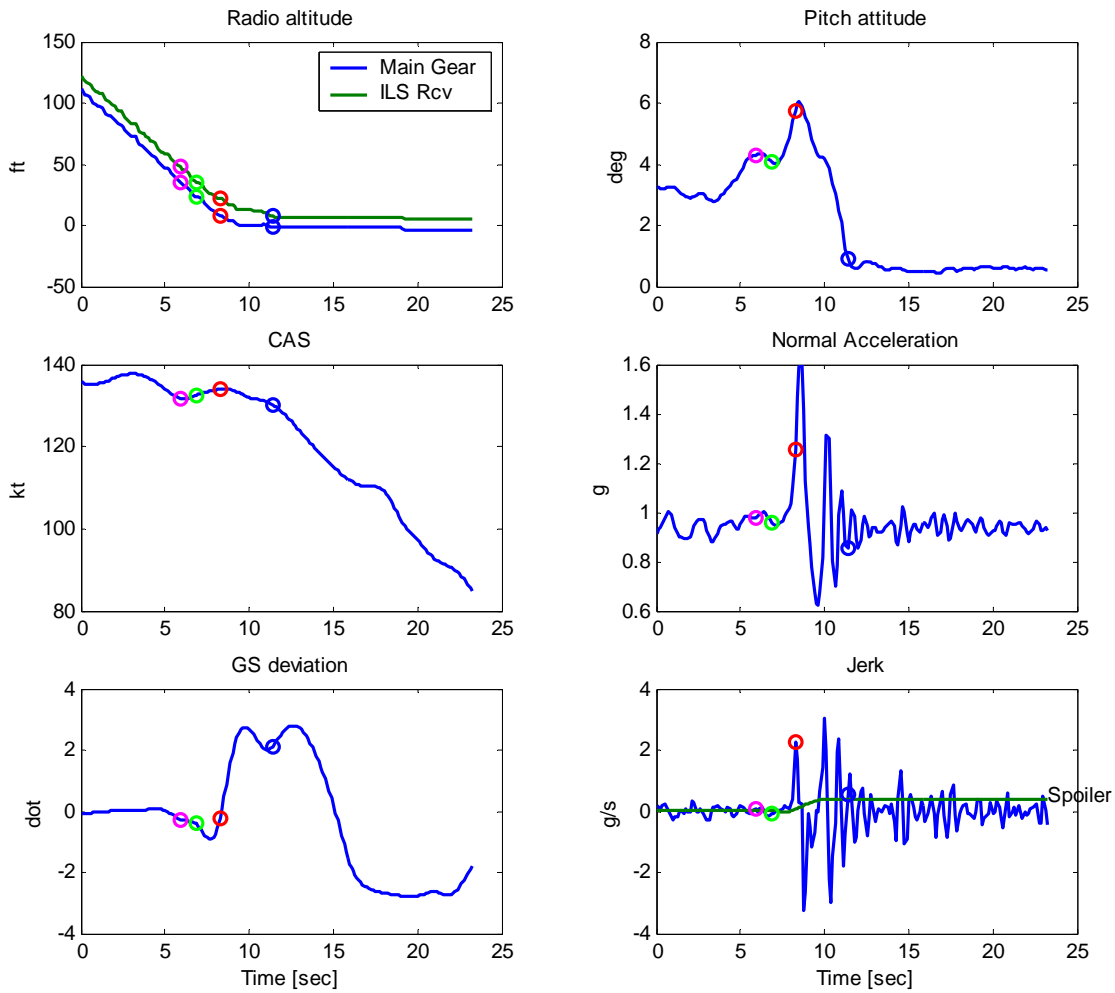 Radio altitude
150
100
50
0
-50
ft
Main Gear
ILS Rcv
0 5 10 15 20 25
Pitch attitude
8
6
4
2
0
deg
0 5 10 15 20 25
CAS
140
120
100
80
kt
0 5 10 15 20 25
Normal Acceleration
1.6
1.4
1.2
1
0.8
0.6
g
0 5 10 15 20 25
GS deviation
4
2
0
-2
-4
dot
0 5 10 15 20 25
Time [sec]
Jerk
4
2
0
-2
-4
g/s
Spoiler
0 5 10 15 20 25
Time [sec]